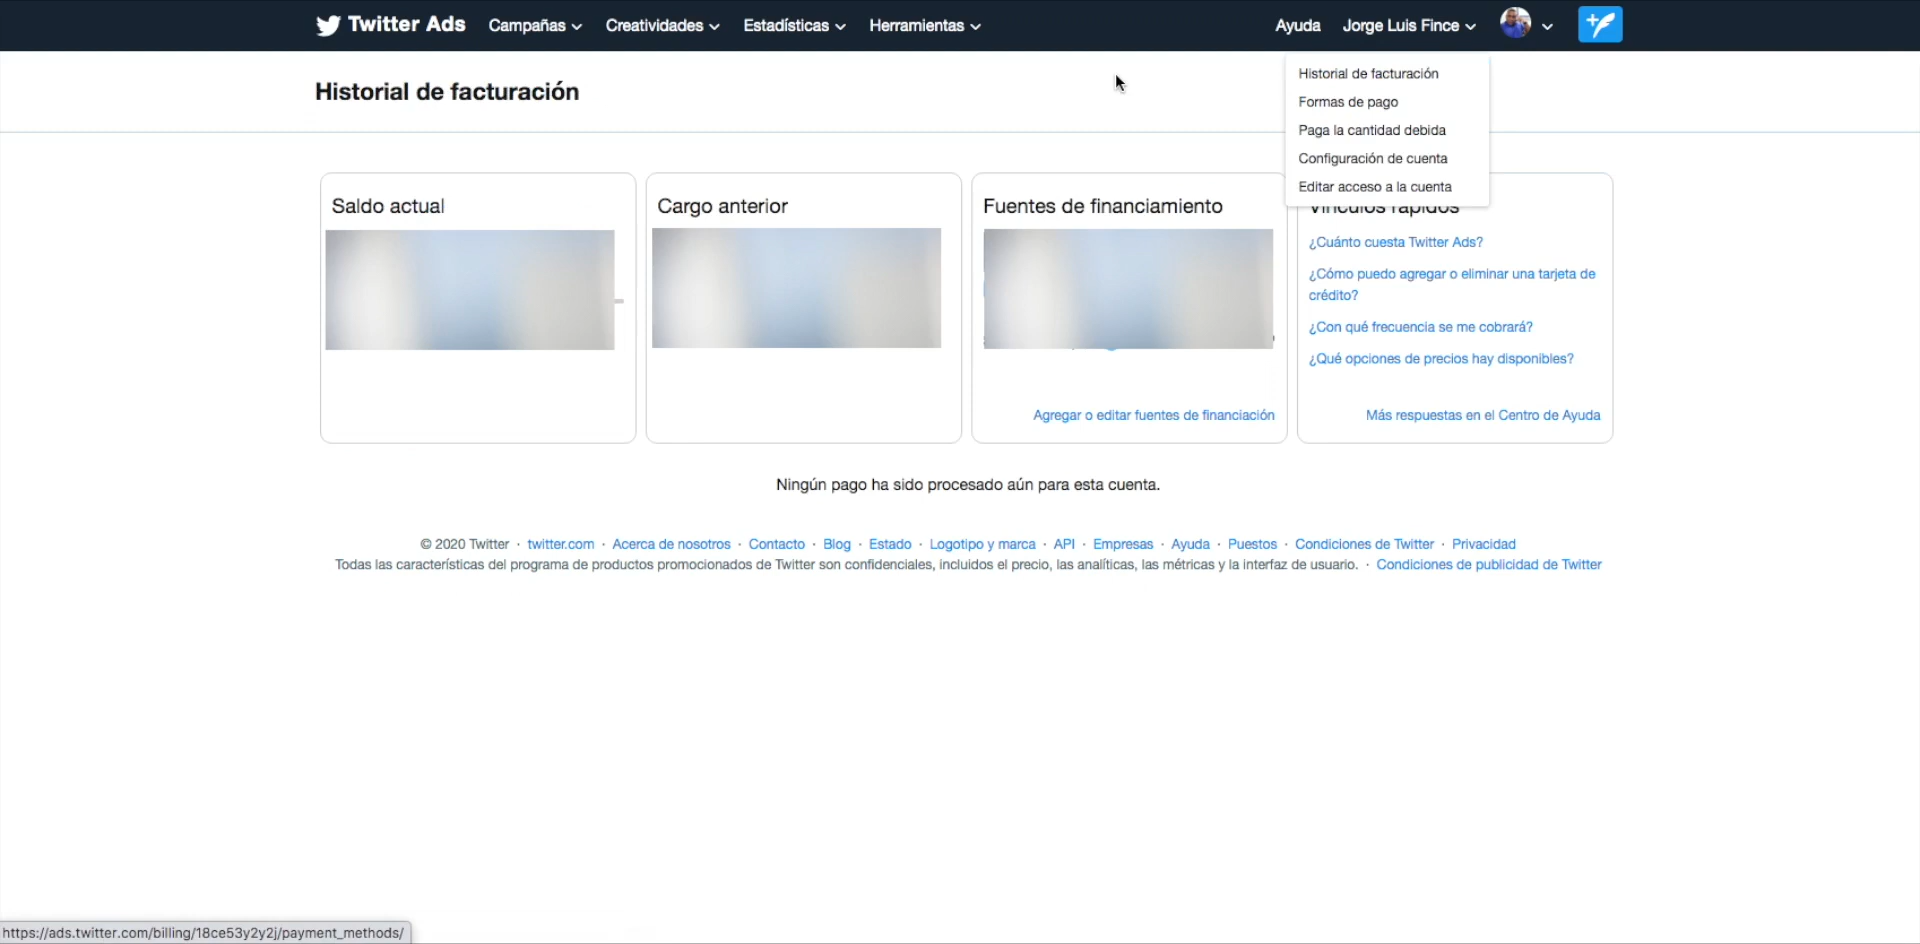 Twitter Ads Campañas Creatividades Estadísticas Herramientas Ayuda Jorge Luis Fince
Historial de facturación
Formas de pago
Paga la cantidad debida
Configuración de cuenta
Editar acceso a la cuenta
Historial de facturación
Saldo actual
Cargo anterior
Fuentes de financiamiento
Agregar o editar fuentes de financiación
Vínculos rápidos
¿Cuánto cuesta Twitter Ads?
¿Cómo puedo agregar o eliminar una tarjeta de
crédito?
¿Con qué frecuencia se me cobrará?
¿Qué opciones de precios hay disponibles?
Más respuestas en el Centro de Ayuda
Ningún pago ha sido procesado aún para esta cuenta.
© 2020 Twitter · twitter.com · Acerca de nosotros · Contacto · Blog · Estado · Logotipo y marca · API · Empresas · Ayuda · Puestos · Condiciones de Twitter · Privacidad
Todas las características del programa de productos promocionados de Twitter son confidenciales, incluidos el precio, las analíticas, las métricas y la interfaz de usuario. · Condiciones de publicidad de Twitter
https://ads.twitter.com/billing/18ce53y2y2j/payment_methods/